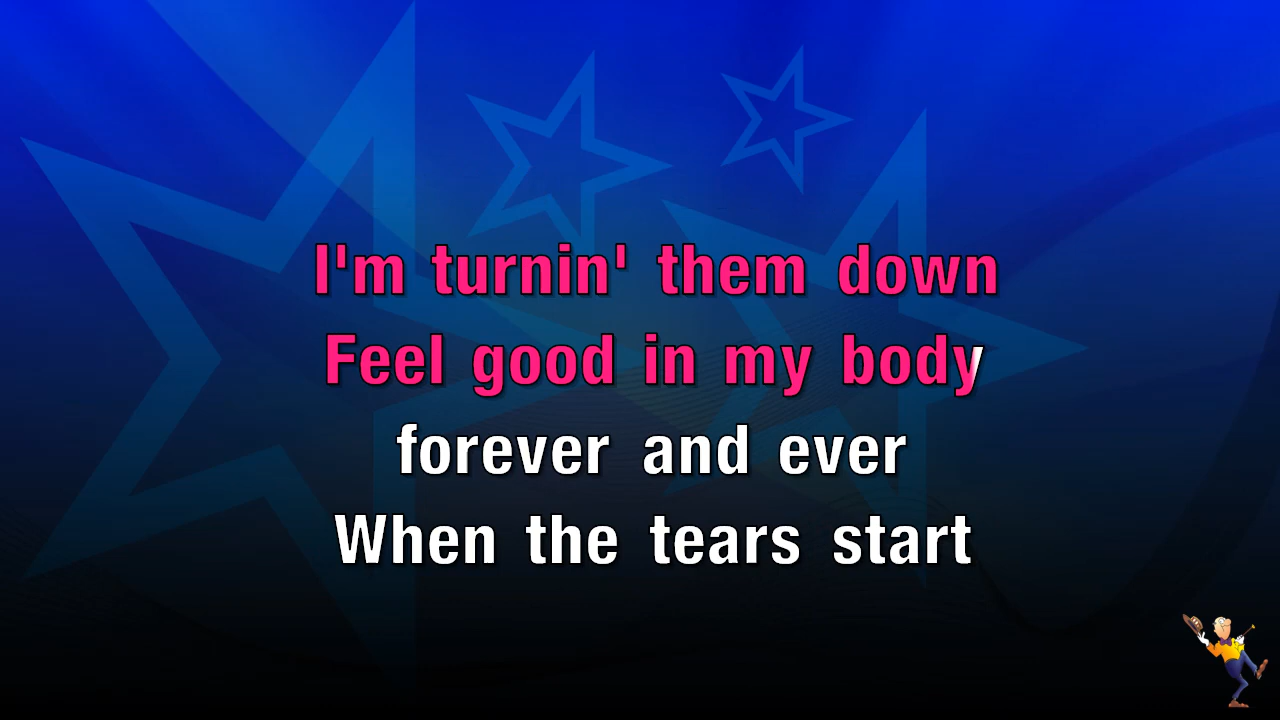 I'm turnin' them down
Feel good in my body
forever and ever
When the tears start